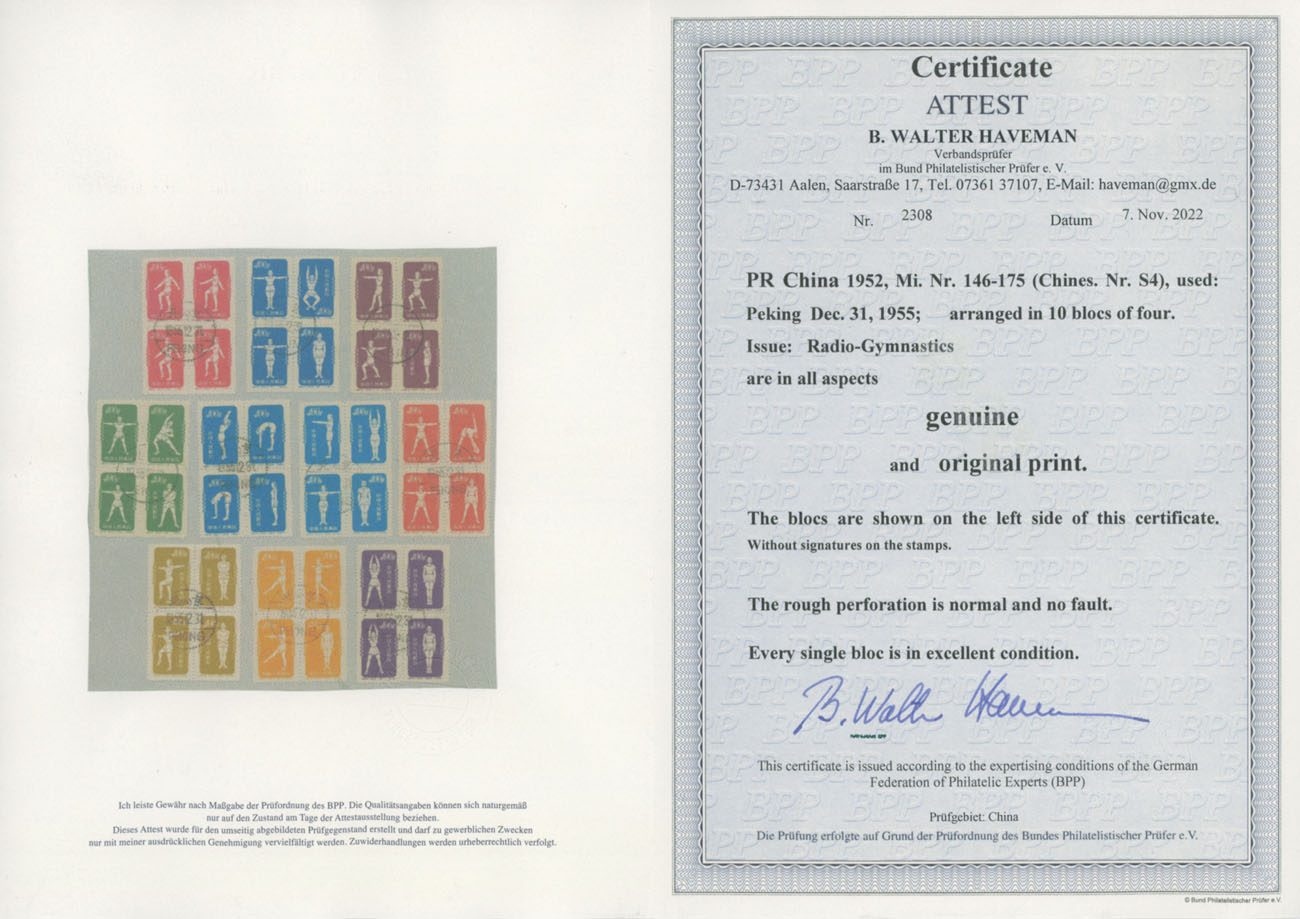 Ich leiste Gewähr nach Maßgabe der Prüfordnung des BPP. Die Qualitätsangaben können sich naturgemäß
nur auf den Zustand am Tage der Attestausstellung beziehen.
Dieses Attest wurde für den umseitig abgebildeten Prüfgegenstand erstellt und darf zu gewerblichen Zwecken
nur mit meiner ausdrücklichen Genehmigung vervielfältigt werden. Zuwiderhandlungen werden urheberrechtlich verfolgt.
Certificate
ATTEST
B. WALTER HAVEMAN
Verbandsprüfer
im Bund Philatelistischer Prüfer e. V.
D-73431 Aalen, Saarstraße 17, Tel. 07361 37107, E-Mail: haveman@gmx.de
Nr. 2308 Datum 7. Nov. 2022
PR China 1952, Mi. Nr. 146-175 (Chines. Nr. S4), used:
Peking Dec. 31, 1955; arranged in 10 blocs of four.
Issue: Radio-Gymnastics
are in all aspects
genuine
and original print.
The blocs are shown on the left side of this certificate.
Without signatures on the stamps.
The rough perforation is normal and no fault.
Every single bloc is in excellent condition.
B. Walter Haveman
This certificate is issued according to the expertising conditions of the German
Federation of Philatelic Experts (BPP)
Prüfgebiet: China
Die Prüfung erfolgte auf Grund der Prüfordnung des Bundes Philatelistischer Prüfer e.V.
© Bund Philatelistischer Prüfer e.V.